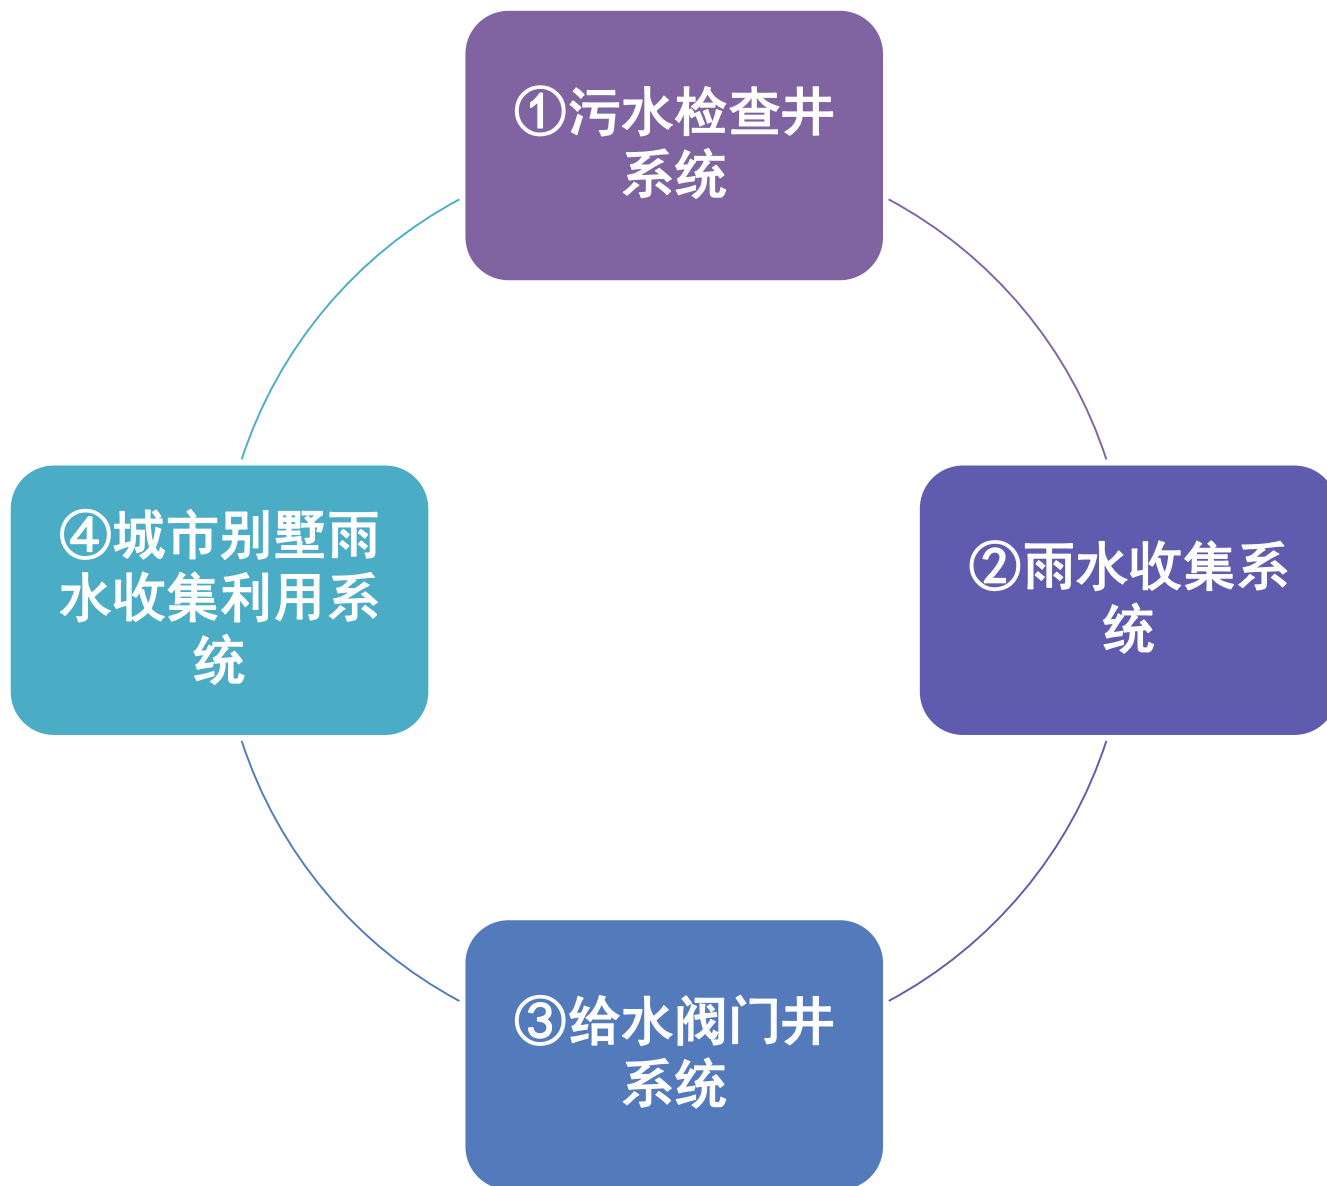 ①污水检查井
系统
②雨水收集系
统
③给水阀门井
系统
④城市别墅雨
水收集利用系
统